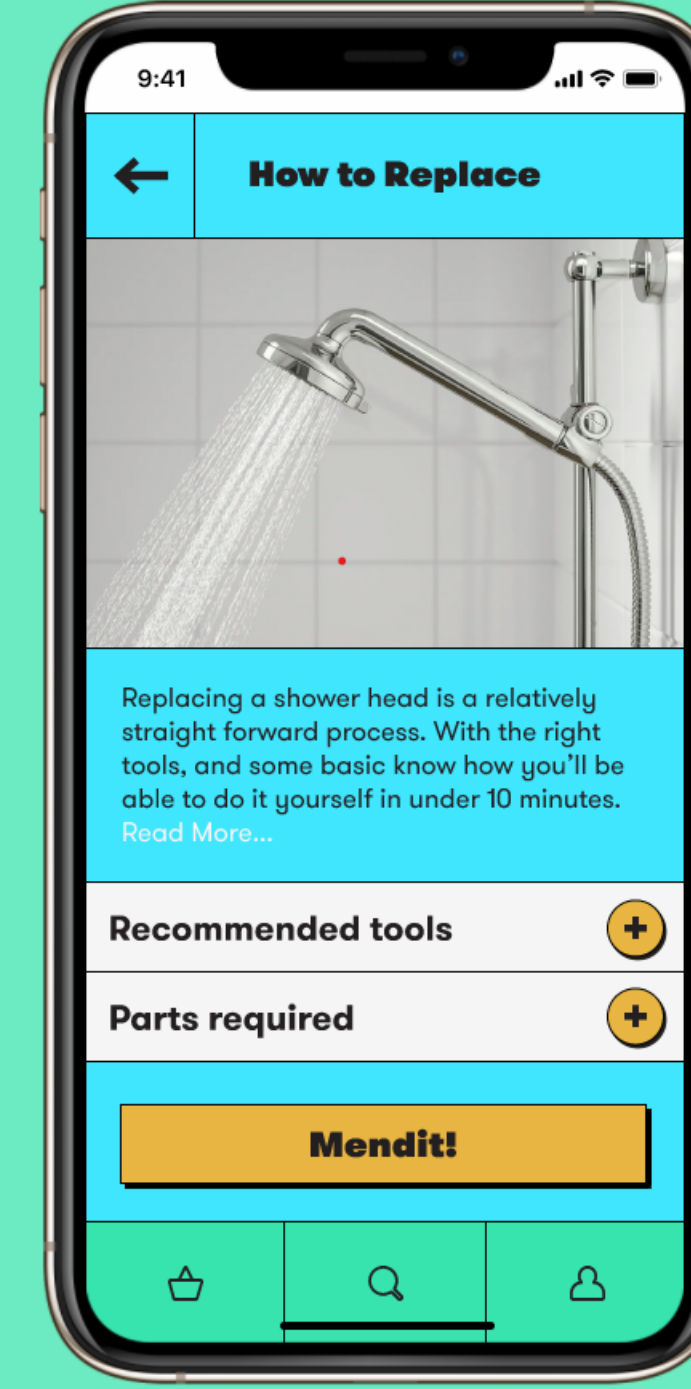 9:41
How to Replace
Replacing a shower head is a relatively
straight forward process. With the right
tools, and some basic know how you'll be
able to do it yourself in under 10 minutes.
Read More...
Recommended tools
Parts required
Mendit!